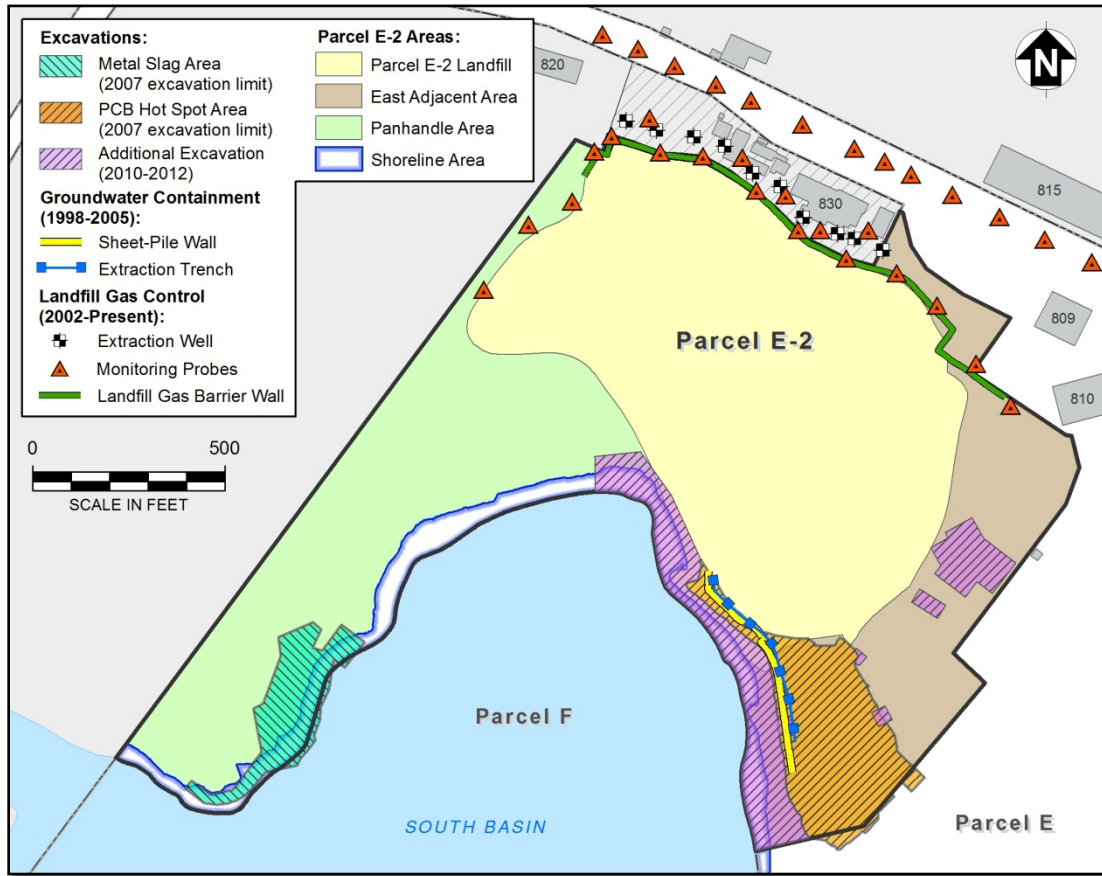 Excavations:
Metal Slag Area
(2007 excavation limit)
PCB Hot Spot Area
(2007 excavation limit)
Additional Excavation
(2010-2012)
Groundwater Containment
(1998-2005):
Sheet-Pile Wall
Extraction Trench
Landfill Gas Control
(2002-Present):
Extraction Well
Monitoring Probes
Landfill Gas Barrier Wall
Parcel E-2 Areas:
Parcel E-2 Landfill
East Adjacent Area
Panhandle Area
Shoreline Area
0 500
SCALE IN FEET
N
820
815
830
809
810
Parcel E-2
Parcel F
SOUTH BASIN
Parcel E